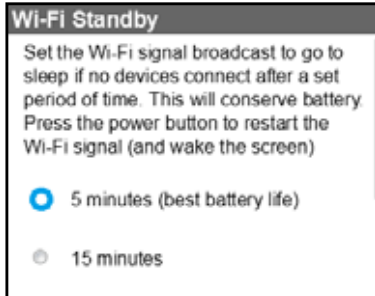 Wi-Fi Standby
Set the Wi-Fi signal broadcast to go to
sleep if no devices connect after a set
period of time. This will conserve battery.
Press the power button to restart the
Wi-Fi signal (and wake the screen)
5 minutes (best battery life)
15 minutes